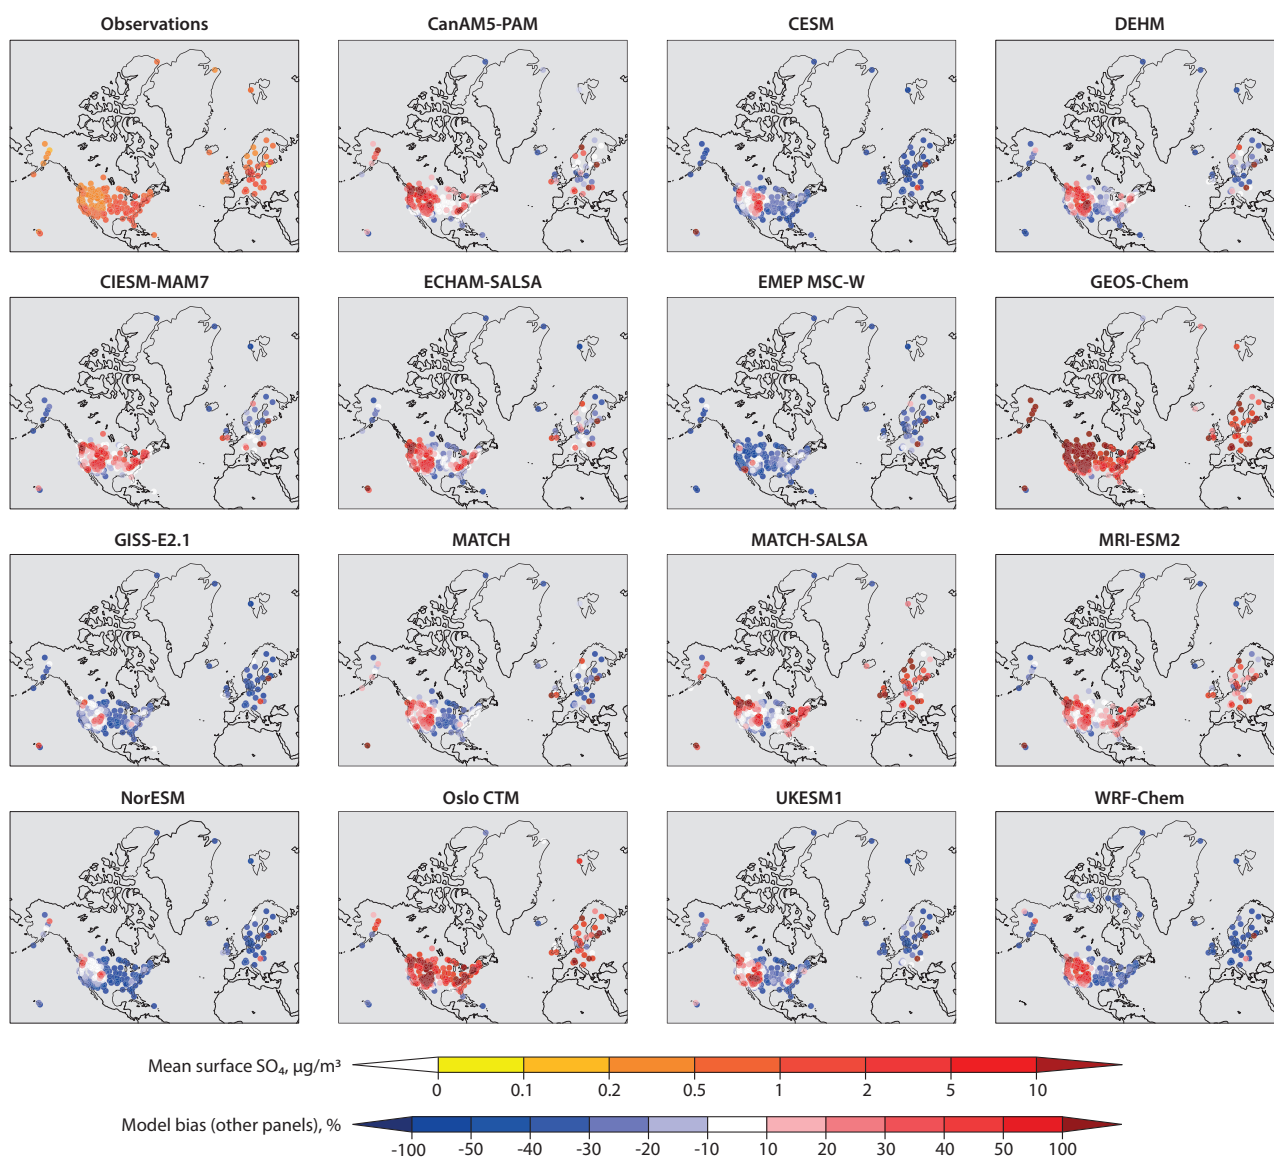 Observations CanAM5-PAM CESM DEHM
CIESM-MAM7 ECHAM-SALSA EMEP MSC-W GEOS-Chem
GISS-E2.1 MATCH MATCH-SALSA MRI-ESM2
NorESM Oslo CTM UKESM1 WRF-Chem
Mean surface SO₄, µg/m³
0 0.1 0.2 0.5 1 2 5 10
Model bias (other panels), %
-100 -50 -40 -30 -20 -10 10 20 30 40 50 100